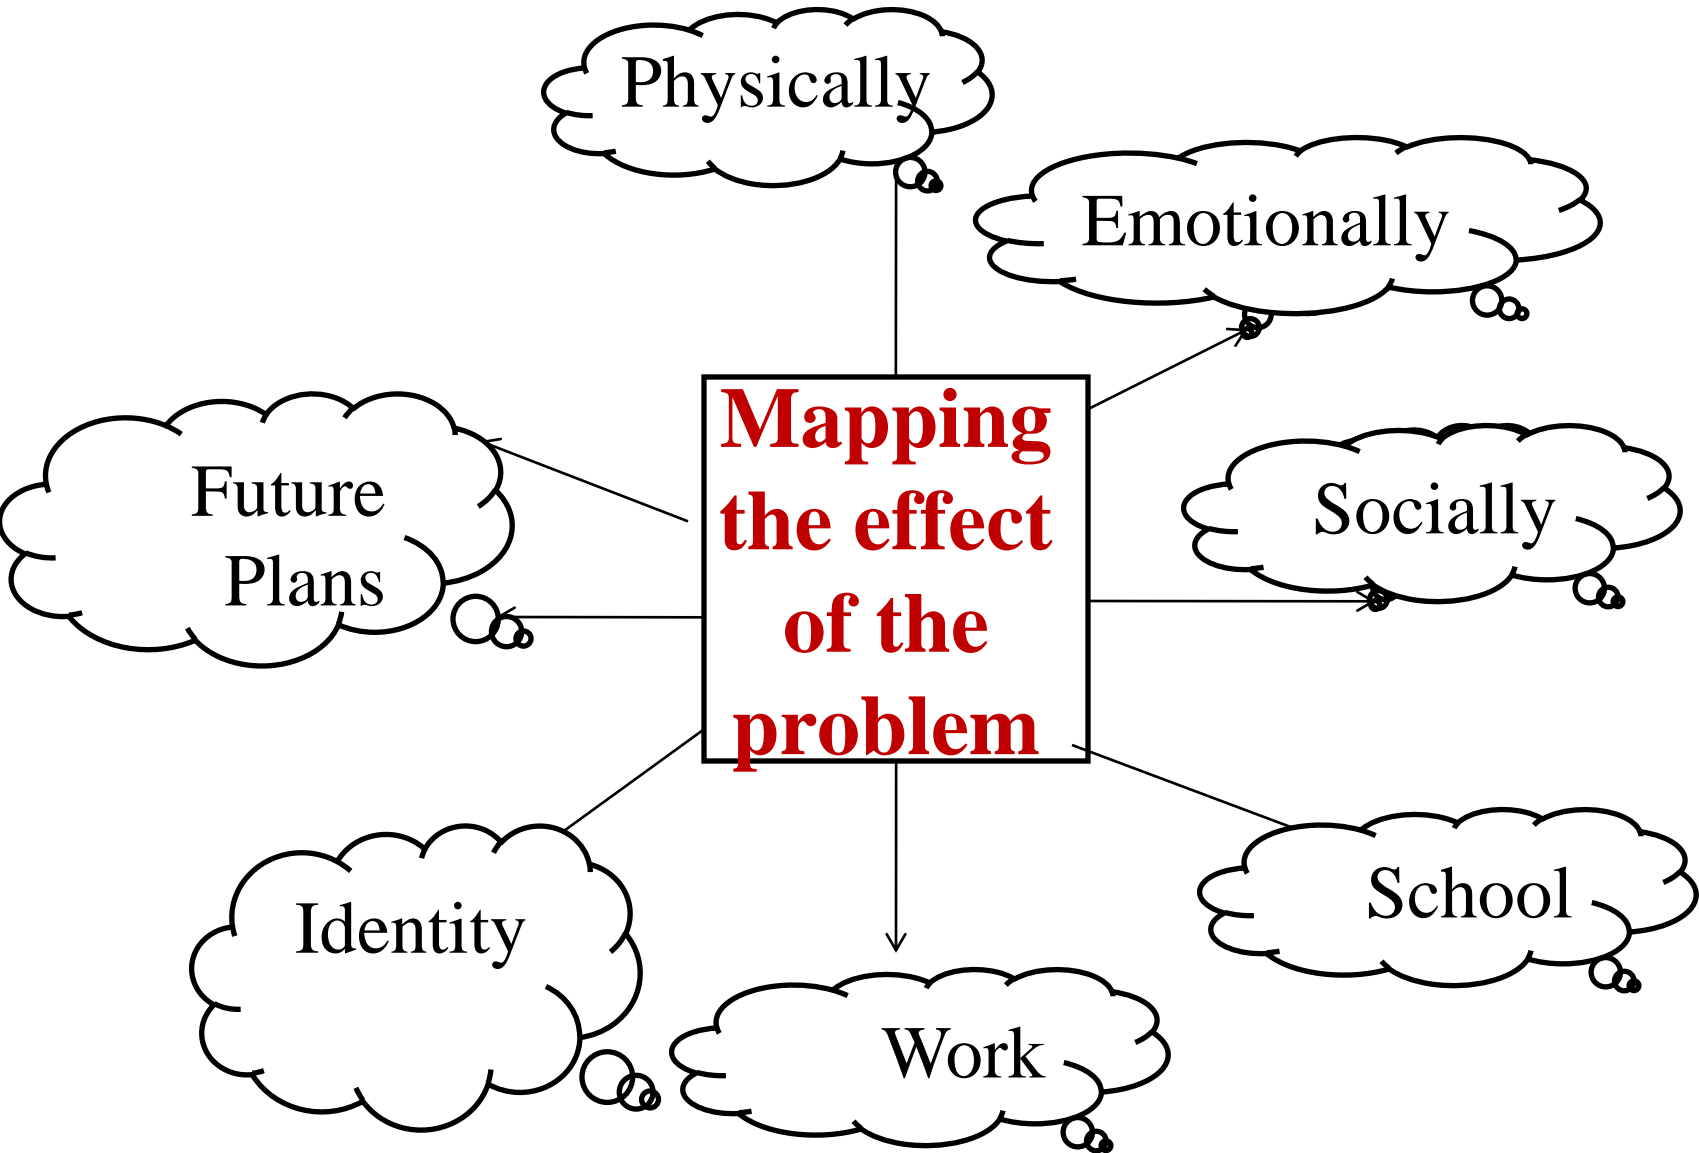 Physically
Emotionally
Mapping
the effect
of the
problem
Future
Plans
Socially
Identity
School
Work